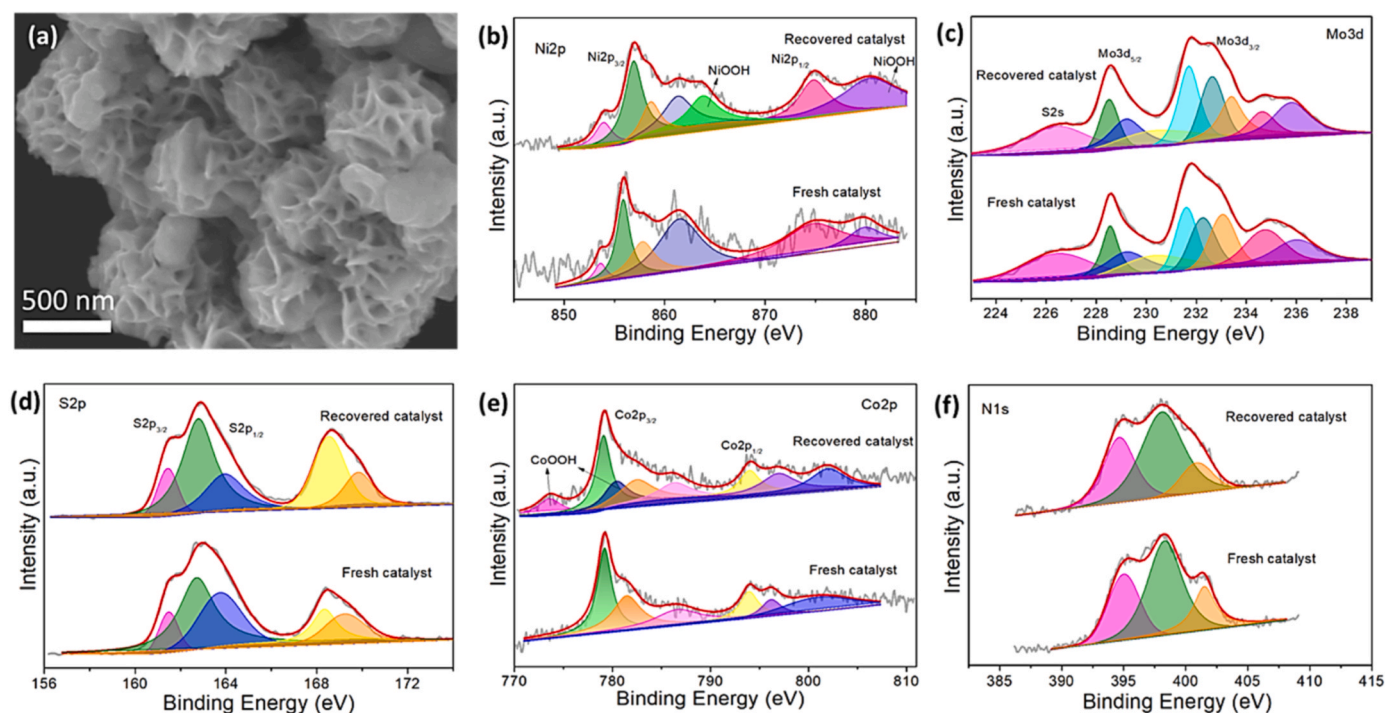 (a)
500 nm
(b)
Ni2p
Recovered catalyst
Ni2p3/2
NiOOH
Ni2p1/2
NiOOH
Fresh catalyst
Intensity (a.u.)
850 860 870 880
Binding Energy (eV)
(c)
Mo3d
Mo3d3/2
Mo3d5/2
Recovered catalyst
S2s
Fresh catalyst
Intensity (a.u.)
224 226 228 230 232 234 236 238
Binding Energy (eV)
(d)
S2p
S2p3/2
S2p1/2
Recovered catalyst
Fresh catalyst
Intensity (a.u.)
156 160 164 168 172
Binding Energy (eV)
(e)
Co2p
Co2p3/2
Co2p1/2
Recovered catalyst
CoOOH
Fresh catalyst
Intensity (a.u.)
770 780 790 800 810
Binding Energy (eV)
(f)
N1s
Recovered catalyst
Fresh catalyst
Intensity (a.u.)
385 390 395 400 405 410 415
Binding Energy (eV)